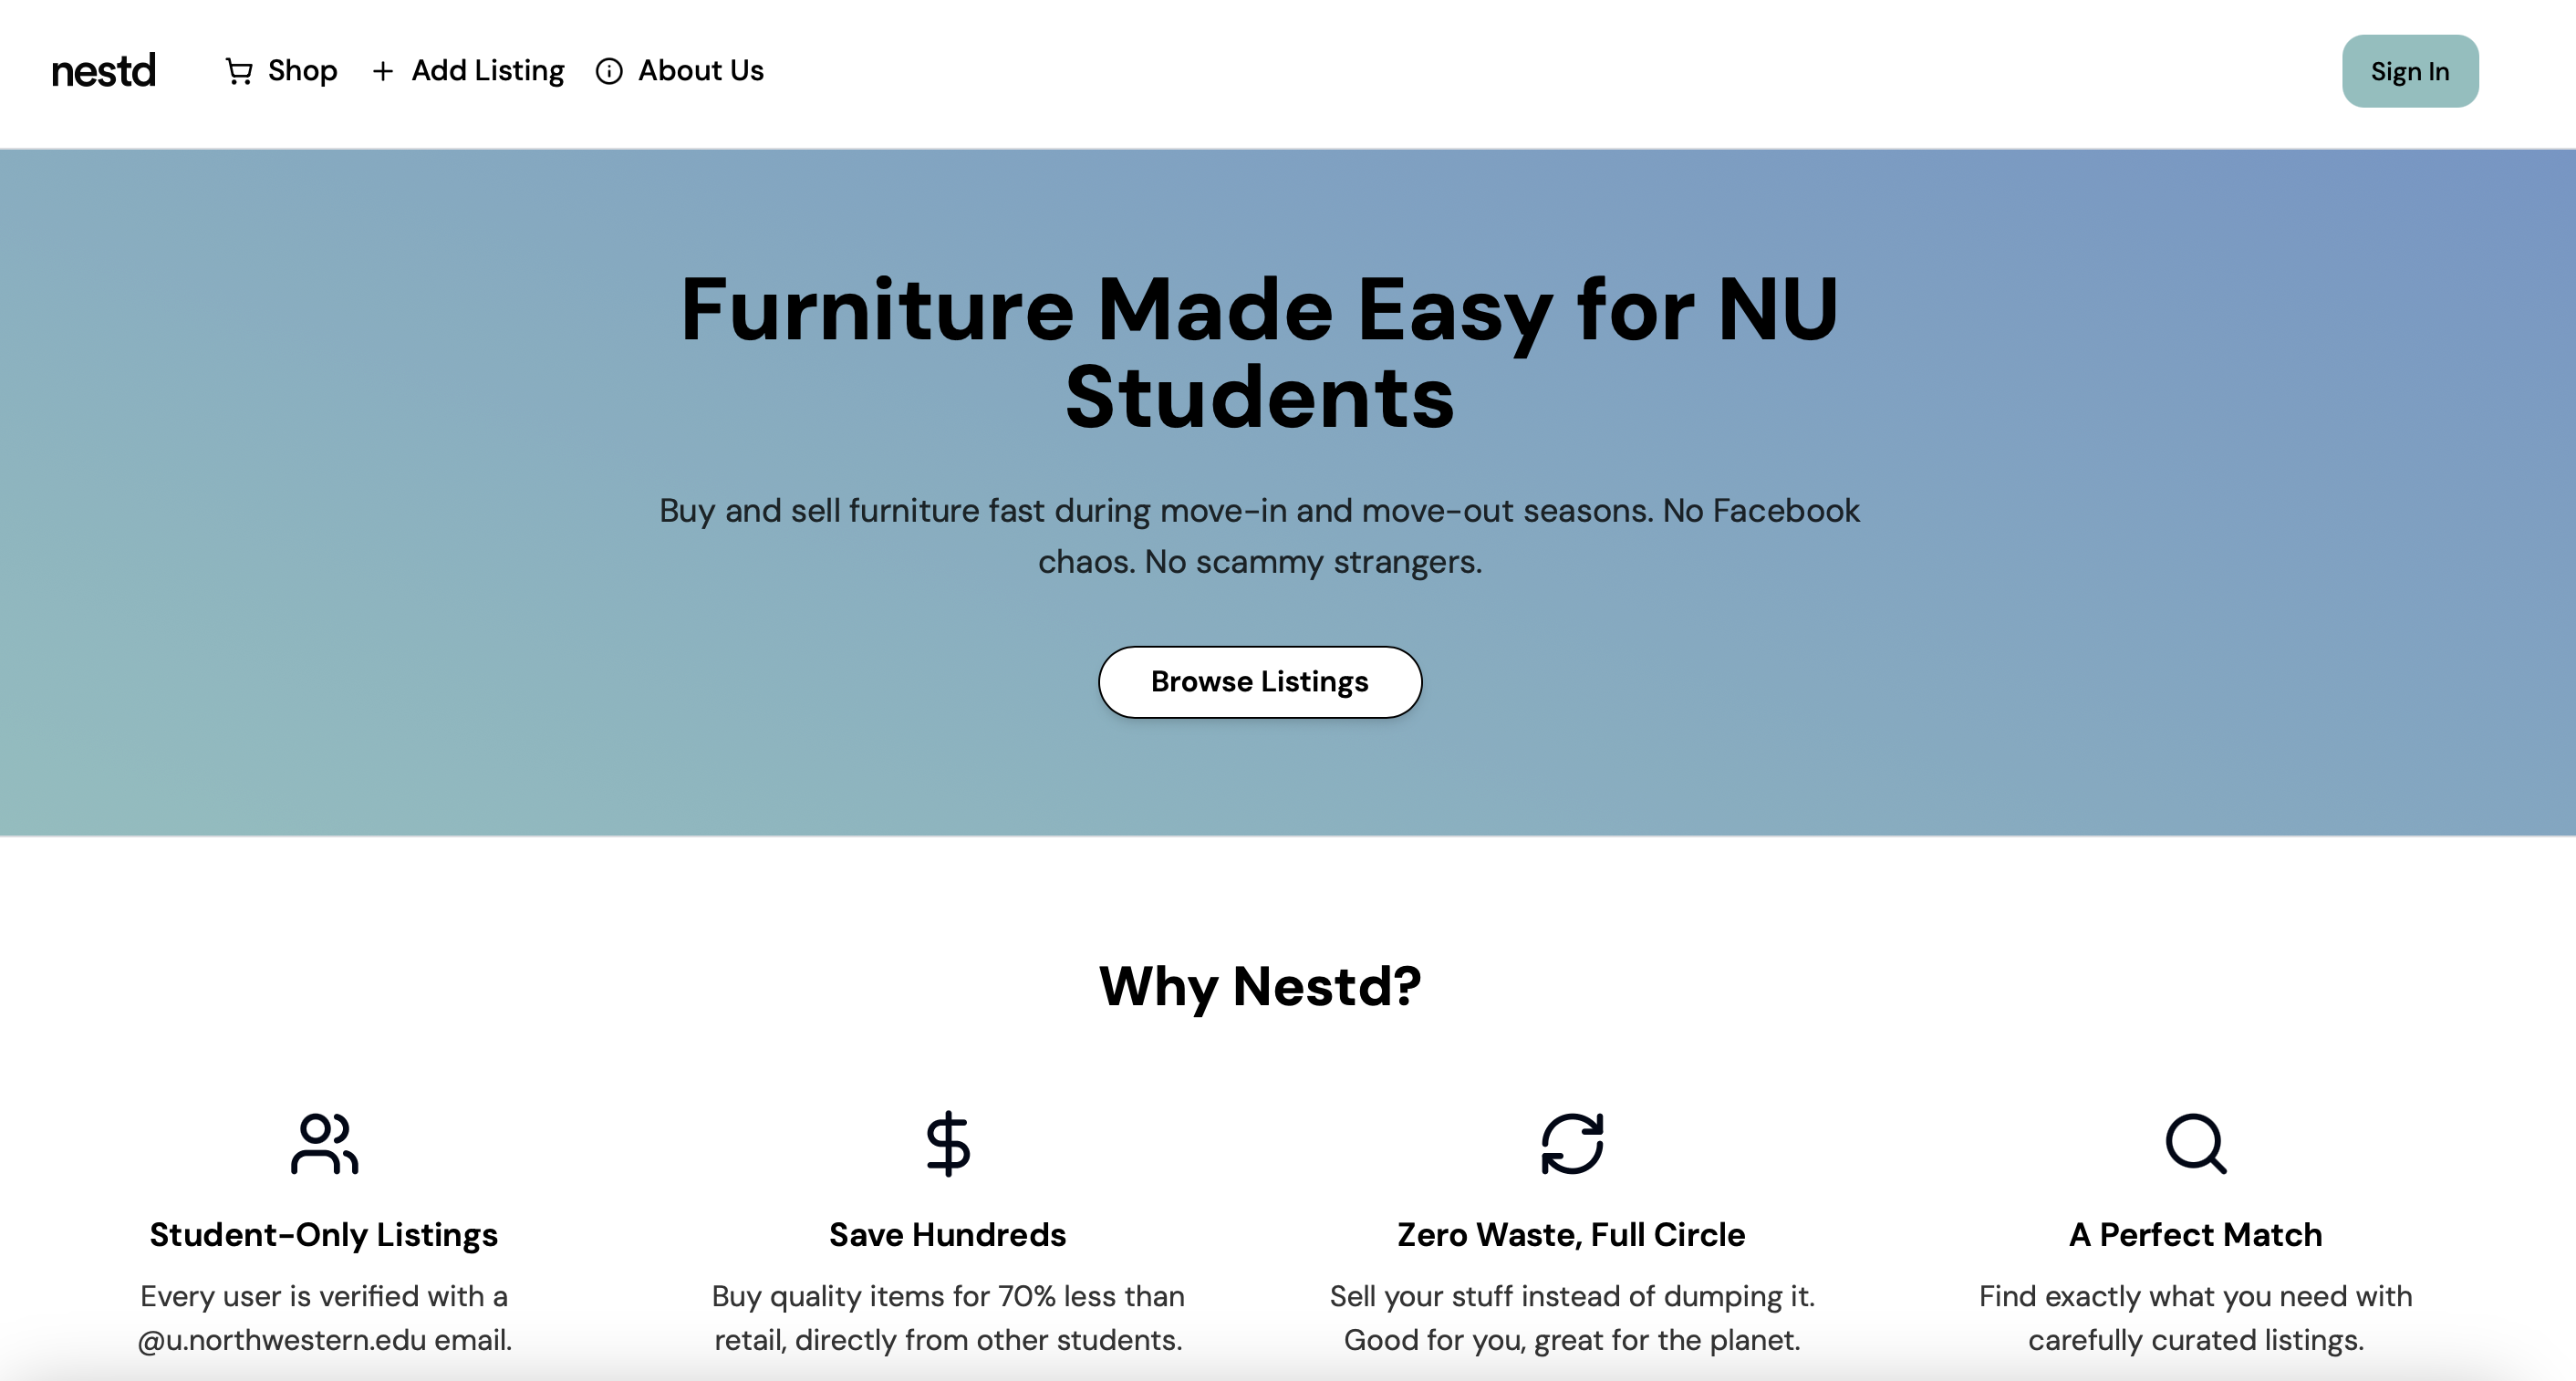 nestd
Shop
Add Listing
About Us
Sign In
Furniture Made Easy for NU
Students
Buy and sell furniture fast during move-in and move-out seasons. No Facebook
chaos. No scammy strangers.
Browse Listings
Why Nestd?
Student-Only Listings
Every user is verified with a
@u.northwestern.edu email.
Save Hundreds
Buy quality items for 70% less than
retail, directly from other students.
Zero Waste, Full Circle
Sell your stuff instead of dumping it.
Good for you, great for the planet.
A Perfect Match
Find exactly what you need with
carefully curated listings.